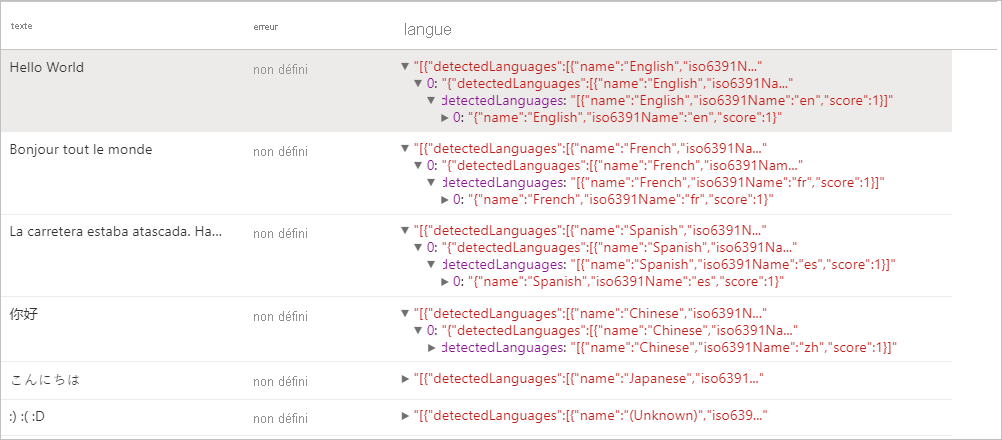 texte erreur langue
Hello World non défini ▼ "[{"detectedLanguages":[{"name":"English","iso6391N..."
▼ 0: "{"detectedLanguages":[{"name":"English","iso6391Na..."
▼ detectedLanguages: "[{"name":"English","iso6391Name":"en","score":1}]"
▶ 0: "{"name":"English","iso6391Name":"en","score":1}"
Bonjour tout le monde non défini ▼ "[{"detectedLanguages":[{"name":"French","iso6391Na..."
▼ 0: "{"detectedLanguages":[{"name":"French","iso6391Nam..."
▼ detectedLanguages: "[{"name":"French","iso6391Name":"fr","score":1}]"
▶ 0: "{"name":"French","iso6391Name":"fr","score":1}"
La carretera estaba atascada. Ha... non défini ▼ "[{"detectedLanguages":[{"name":"Spanish","iso6391N..."
▼ 0: "{"detectedLanguages":[{"name":"Spanish","iso6391Na..."
▼ detectedLanguages: "[{"name":"Spanish","iso6391Name":"es","score":1}]"
▶ 0: "{"name":"Spanish","iso6391Name":"es","score":1}"
你好 non défini ▼ "[{"detectedLanguages":[{"name":"Chinese","iso6391N..."
▼ 0: "{"detectedLanguages":[{"name":"Chinese","iso6391Na..."
▶ detectedLanguages: "[{"name":"Chinese","iso6391Name":"zh","score":1}]"
こんにちは non défini ▶ "[{"detectedLanguages":[{"name":"Japanese","iso6391..."
:) :( :D non défini ▶ "[{"detectedLanguages":[{"name":"(Unknown)","iso639..."